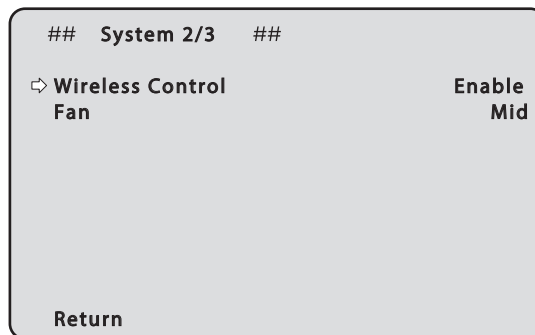 ## System 2/3 ##
⇨ Wireless Control Enable
Fan Mid
Return